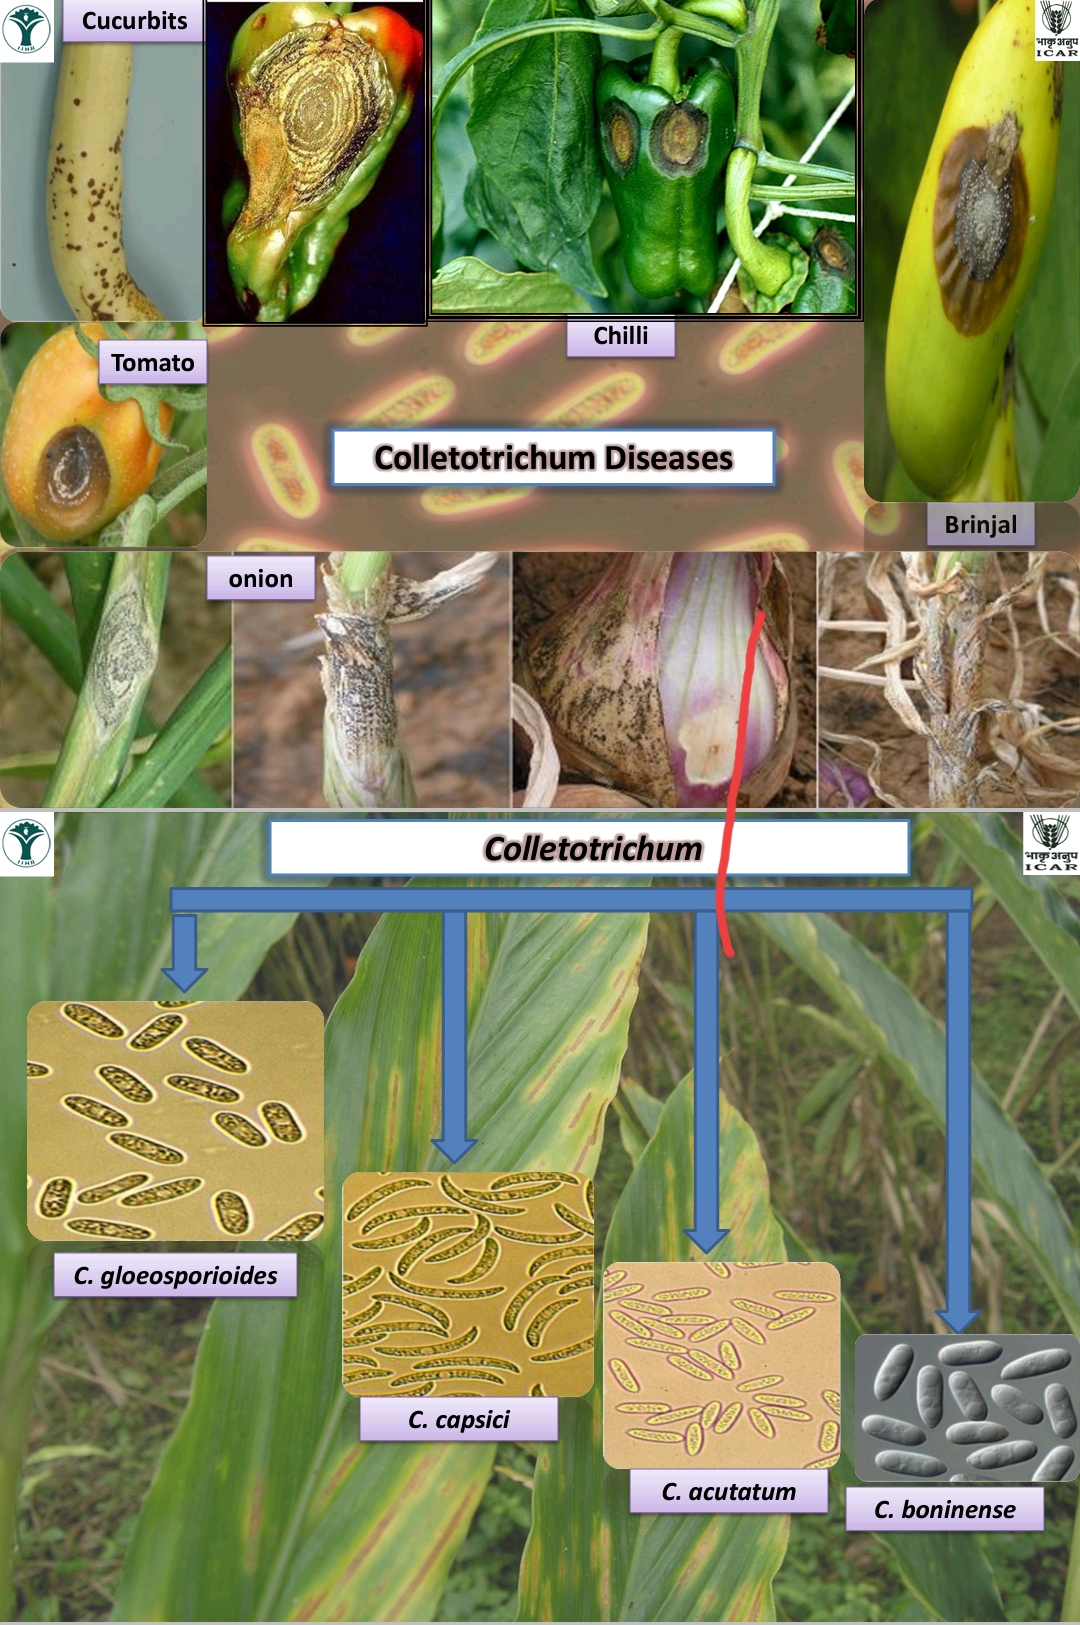 IIHR
Cucurbits
भाकृअनुप
ICAR
Chilli
Tomato
Colletotrichum Diseases
Brinjal
onion
IIHR
Colletotrichum
भाकृअनुप
ICAR
C. gloeosporioides
C. capsici
C. acutatum
C. boninense